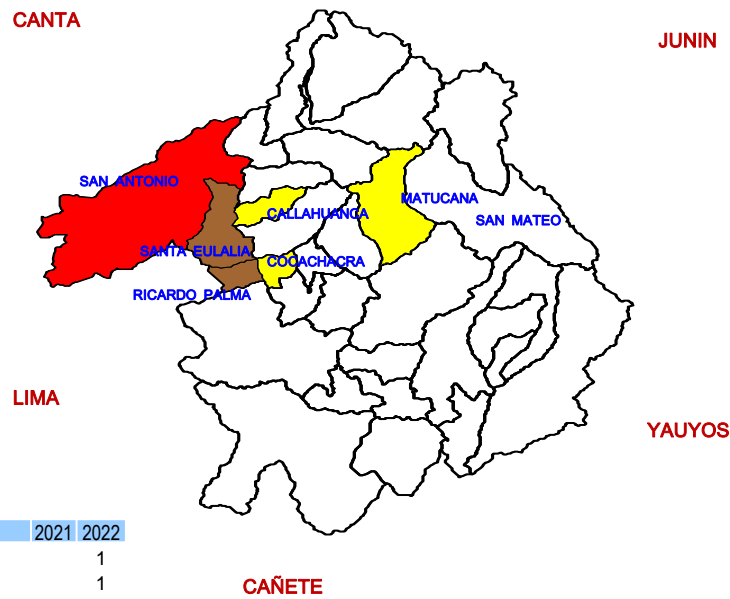 CANTA
JUNIN
SAN ANTONIO
MATUCANA
CALLAHUANCA
SAN MATEO
SANTA EULALIA
COCACHACRA
RICARDO PALMA
LIMA
YAUYOS
2021 2022
1
1
CAÑETE